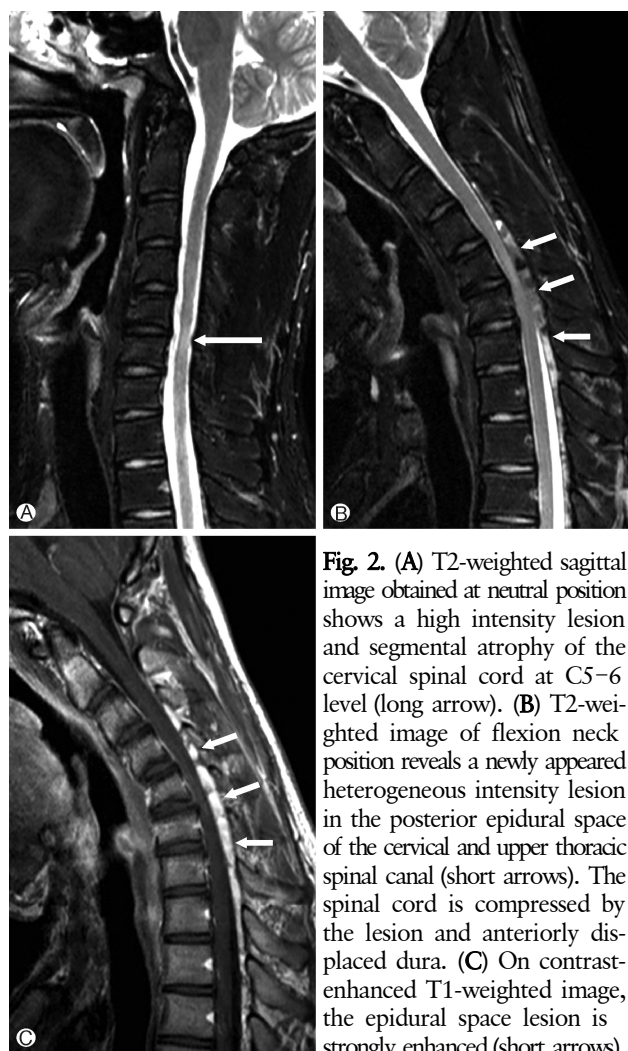 A
B
C
Fig. 2. (A) T2-weighted sagittal
image obtained at neutral position
shows a high intensity lesion
and segmental atrophy of the
cervical spinal cord at C5-6
level (long arrow). (B) T2-wei-
ghted image of flexion neck
position reveals a newly appeared
heterogeneous intensity lesion
in the posterior epidural space
of the cervical and upper thoracic
spinal canal (short arrows). The
spinal cord is compressed by
the lesion and anteriorly dis-
placed dura. (C) On contrast-
enhanced T1-weighted image,
the epidural space lesion is
strongly enhanced (short arrows).